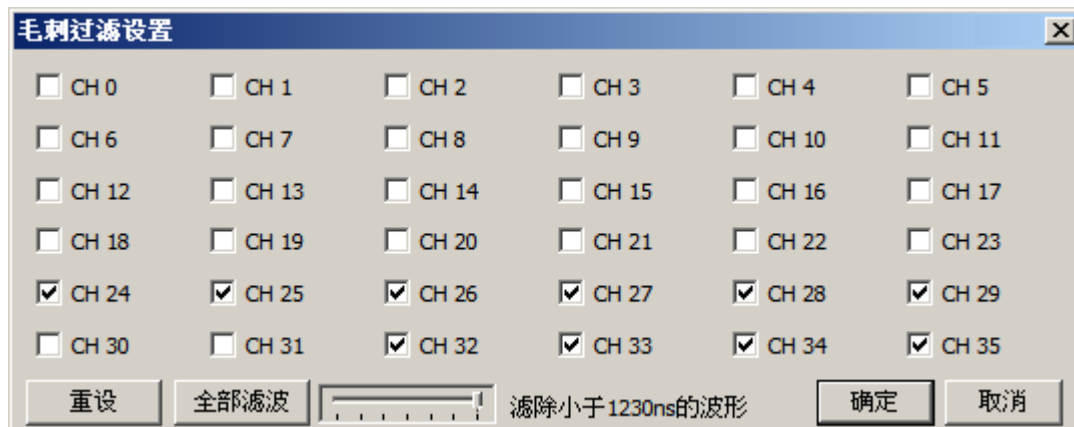 毛刺过滤设置
CH 0 CH 1 CH 2 CH 3 CH 4 CH 5
CH 6 CH 7 CH 8 CH 9 CH 10 CH 11
CH 12 CH 13 CH 14 CH 15 CH 16 CH 17
CH 18 CH 19 CH 20 CH 21 CH 22 CH 23
CH 24 CH 25 CH 26 CH 27 CH 28 CH 29
CH 30 CH 31 CH 32 CH 33 CH 34 CH 35
重设 全部滤波 滤除小于1230ns的波形 确定 取消